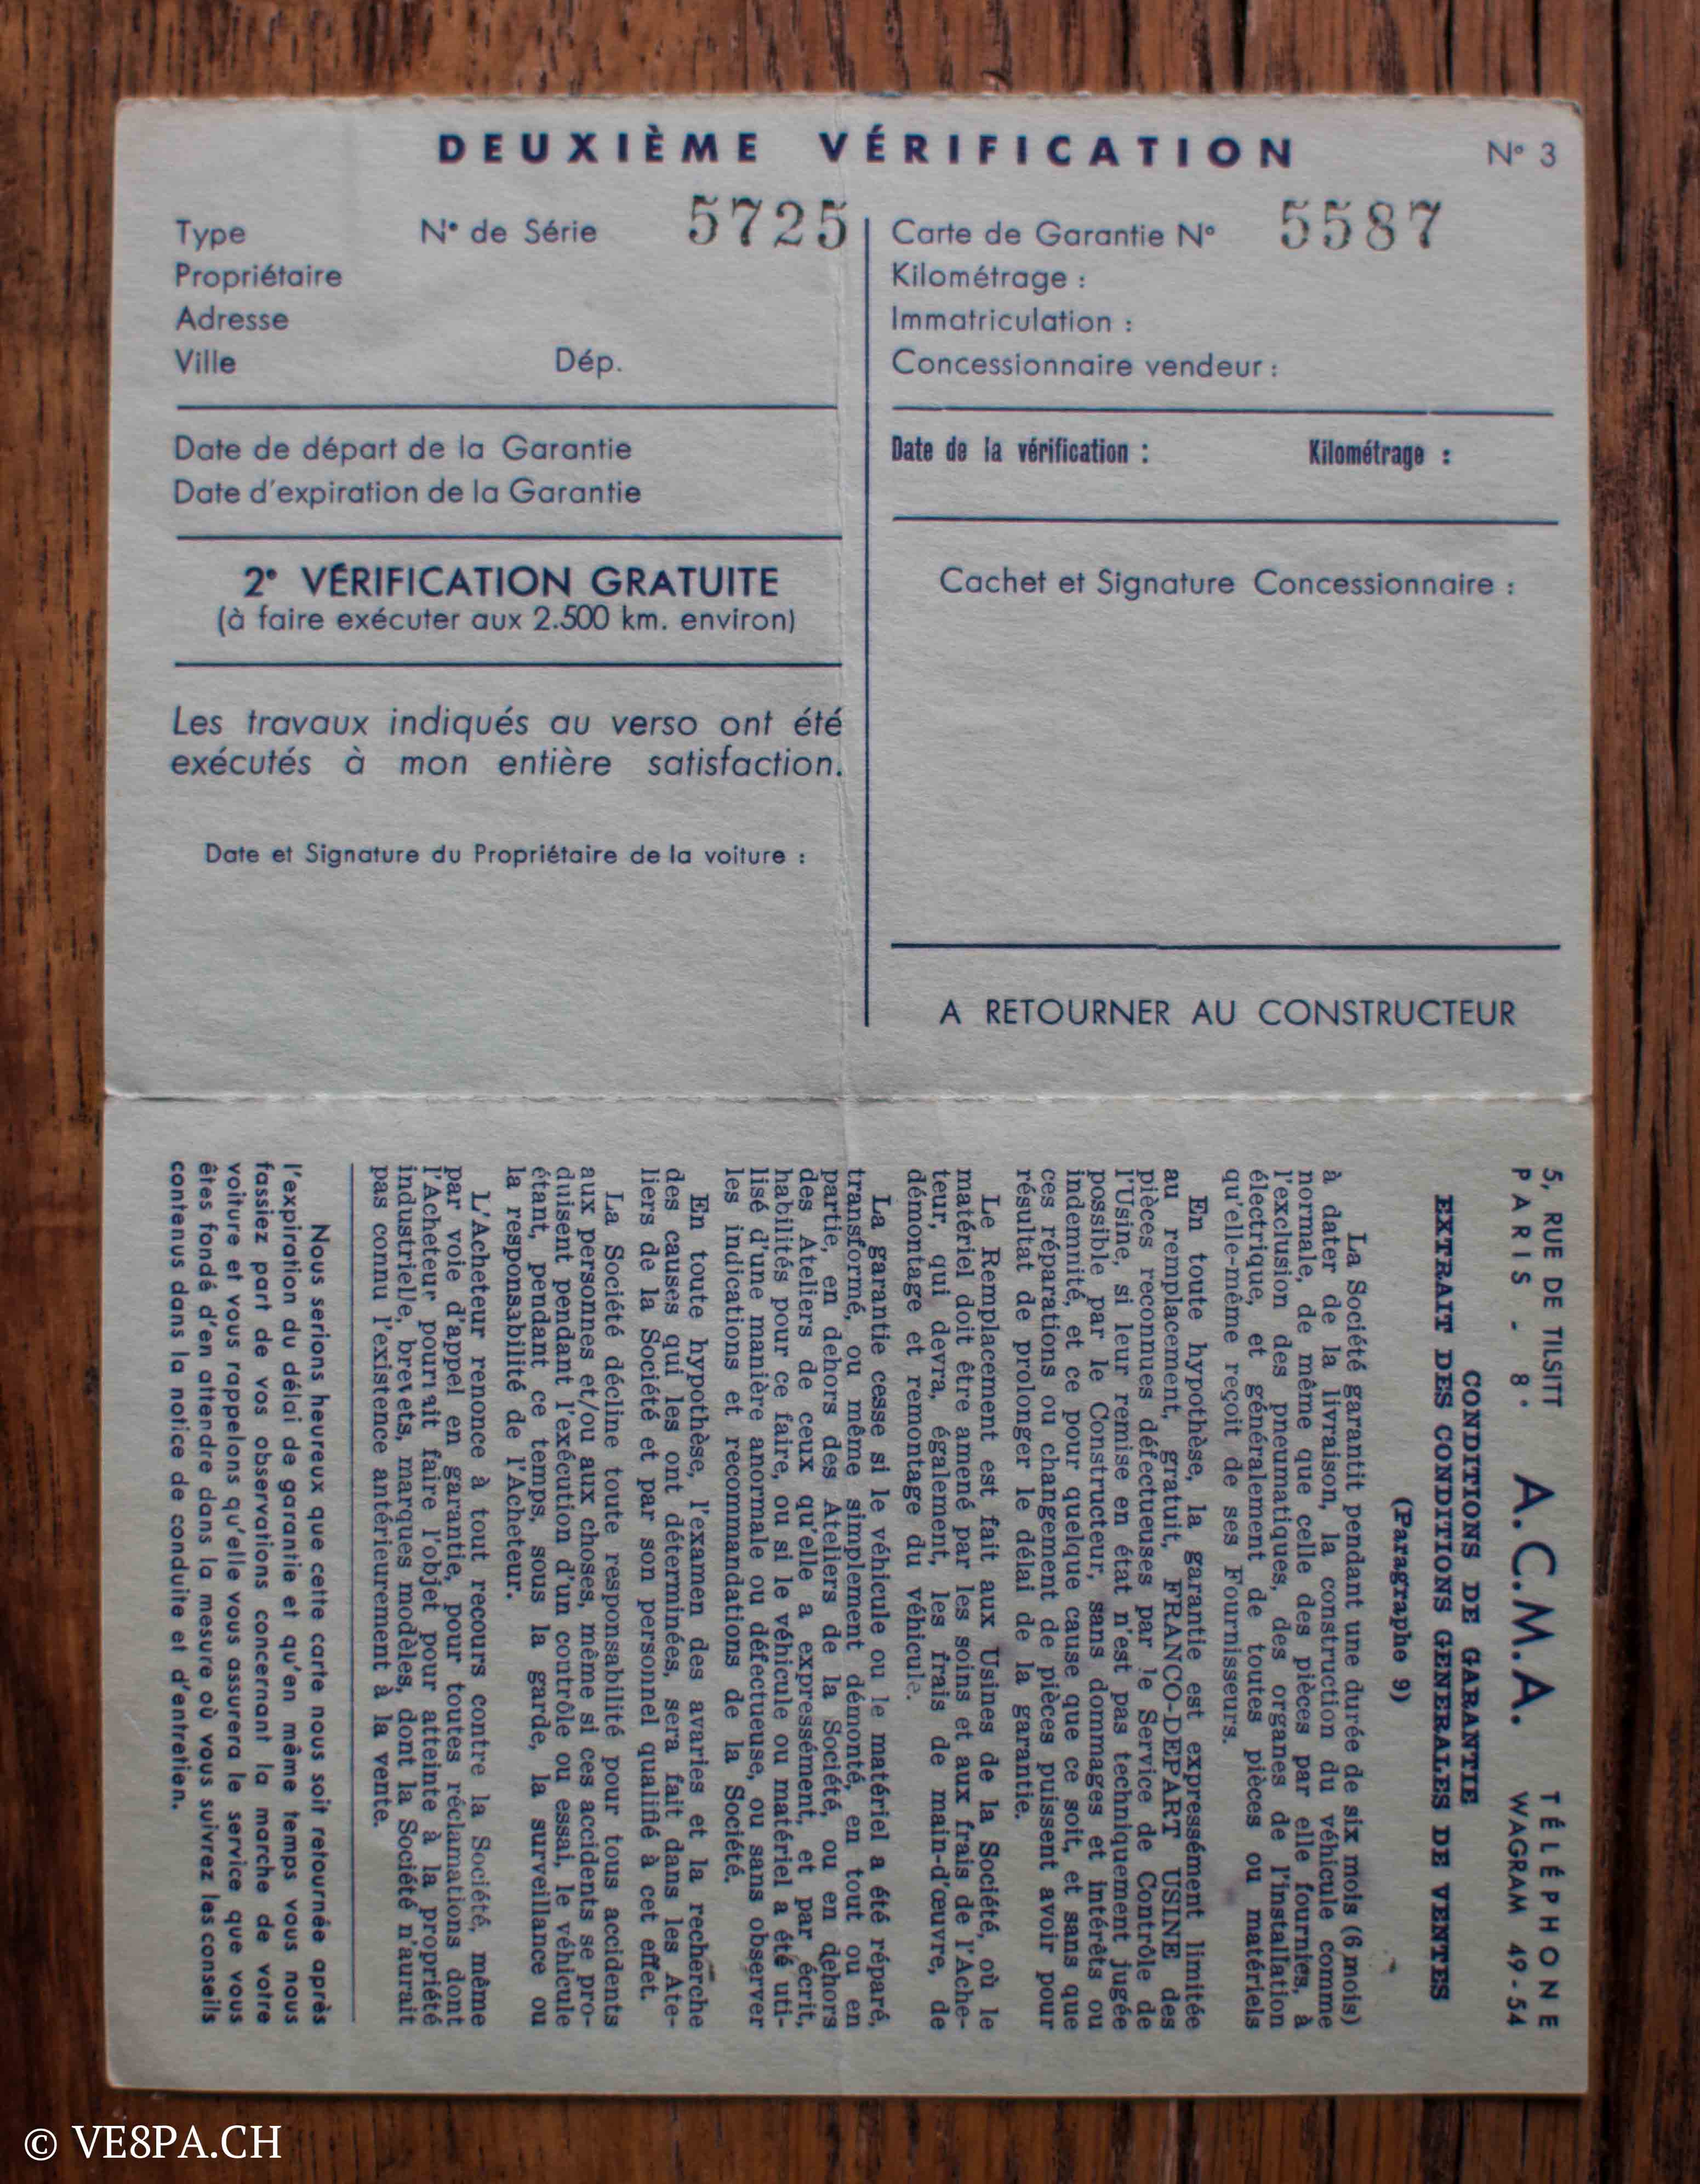 DEUXIÈME VÉRIFICATION
N° 3
Type N° de Série 5725
Propriétaire
Adresse
Ville Dép.
Date de départ de la Garantie
Date d'expiration de la Garantie
2e VÉRIFICATION GRATUITE
(à faire exécuter aux 2.500 km. environ)
Les travaux indiqués au verso ont été
exécutés à mon entière satisfaction.
Date et Signature du Propriétaire de la voiture :
Carte de Garantie N° 5587
Kilométrage :
Immatriculation :
Concessionnaire vendeur :
Date de la vérification : Kilométrage :
Cachet et Signature Concessionnaire :
A RETOURNER AU CONSTRUCTEUR
5, RUE DE TILSITT
PARIS - 8e
A.C.M.A.
TÉLÉPHONE
WAGRAM 49-54
CONDITIONS DE GARANTIE
EXTRAIT DES CONDITIONS GENERALES DE VENTES
(Paragraphe 9)
La Société garantit pendant une durée de six mois (6 mois)
à dater de la livraison, la construction du véhicule comme
normale, de même que celle des pièces par elle fournies, à
l'exclusion des pneumatiques, des organes de l'installation
électrique, et généralement de toutes pièces ou matériels
qu'elle-même reçoit de ses Fournisseurs.
En toute hypothèse, la garantie est expressément limitée
au remplacement, gratuit, FRANCO-DEPART USINE des
pièces reconnues défectueuses par le Service de Contrôle de
l'Usine, si leur remise en état n'est pas techniquement jugée
possible par le Constructeur, sans dommages et intérêts ou
indemnité, et ce pour quelque cause que ce soit, et sans que
ces réparations ou changement de pièces puissent avoir pour
résultat de prolonger le délai de la garantie.
Le Remplacement est fait aux Usines de la Société, où le
matériel doit être amené par les soins et aux frais de l'Ache-
teur, qui devra, également, les frais de main-d'œuvre, de
démontage et remontage du véhicule.
La garantie cesse si le véhicule ou le matériel a été réparé,
transformé, ou même simplement démonté, en tout ou en
partie, en dehors des Ateliers de la Société, ou en dehors
des Ateliers de ceux qu'elle a expressément, et par écrit,
habilités pour ce faire, ou si le véhicule ou matériel a été uti-
lisé d'une manière anormale ou défectueuse, ou sans observer
les indications et recommandations de la Société.
En toute hypothèse, l'examen des avaries et la recherche
des causes qui les ont déterminées, sera fait dans les Ate-
liers de la Société et par son personnel qualifié à cet effet.
La Société décline toute responsabilité pour tous accidents
aux personnes et/ou aux choses, même si ces accidents se pro-
duisent pendant l'exécution d'un contrôle ou essai, le véhicule
étant, pendant ce temps, sous la garde, la surveillance ou
la responsabilité de l'Acheteur.
L'Acheteur renonce à tout recours contre la Société, même
par voie d'appel en garantie, pour toutes réclamations dont
l'Acheteur pourrait faire l'objet pour atteinte à la propriété
industrielle, brevets, marques modèles, dont la Société n'aurait
pas connu l'existence antérieurement à la vente.
Nous serions heureux que cette carte nous soit retournée après
l'expiration du délai de garantie et qu'en même temps vous nous
fassiez part de vos observations concernant la marche de votre
voiture et vous rappelons qu'elle vous assurera le service que vous
êtes fondé d'en attendre dans la mesure où vous suivrez les conseils
contenus dans la notice de conduite et d'entretien.
© VE8PA.CH